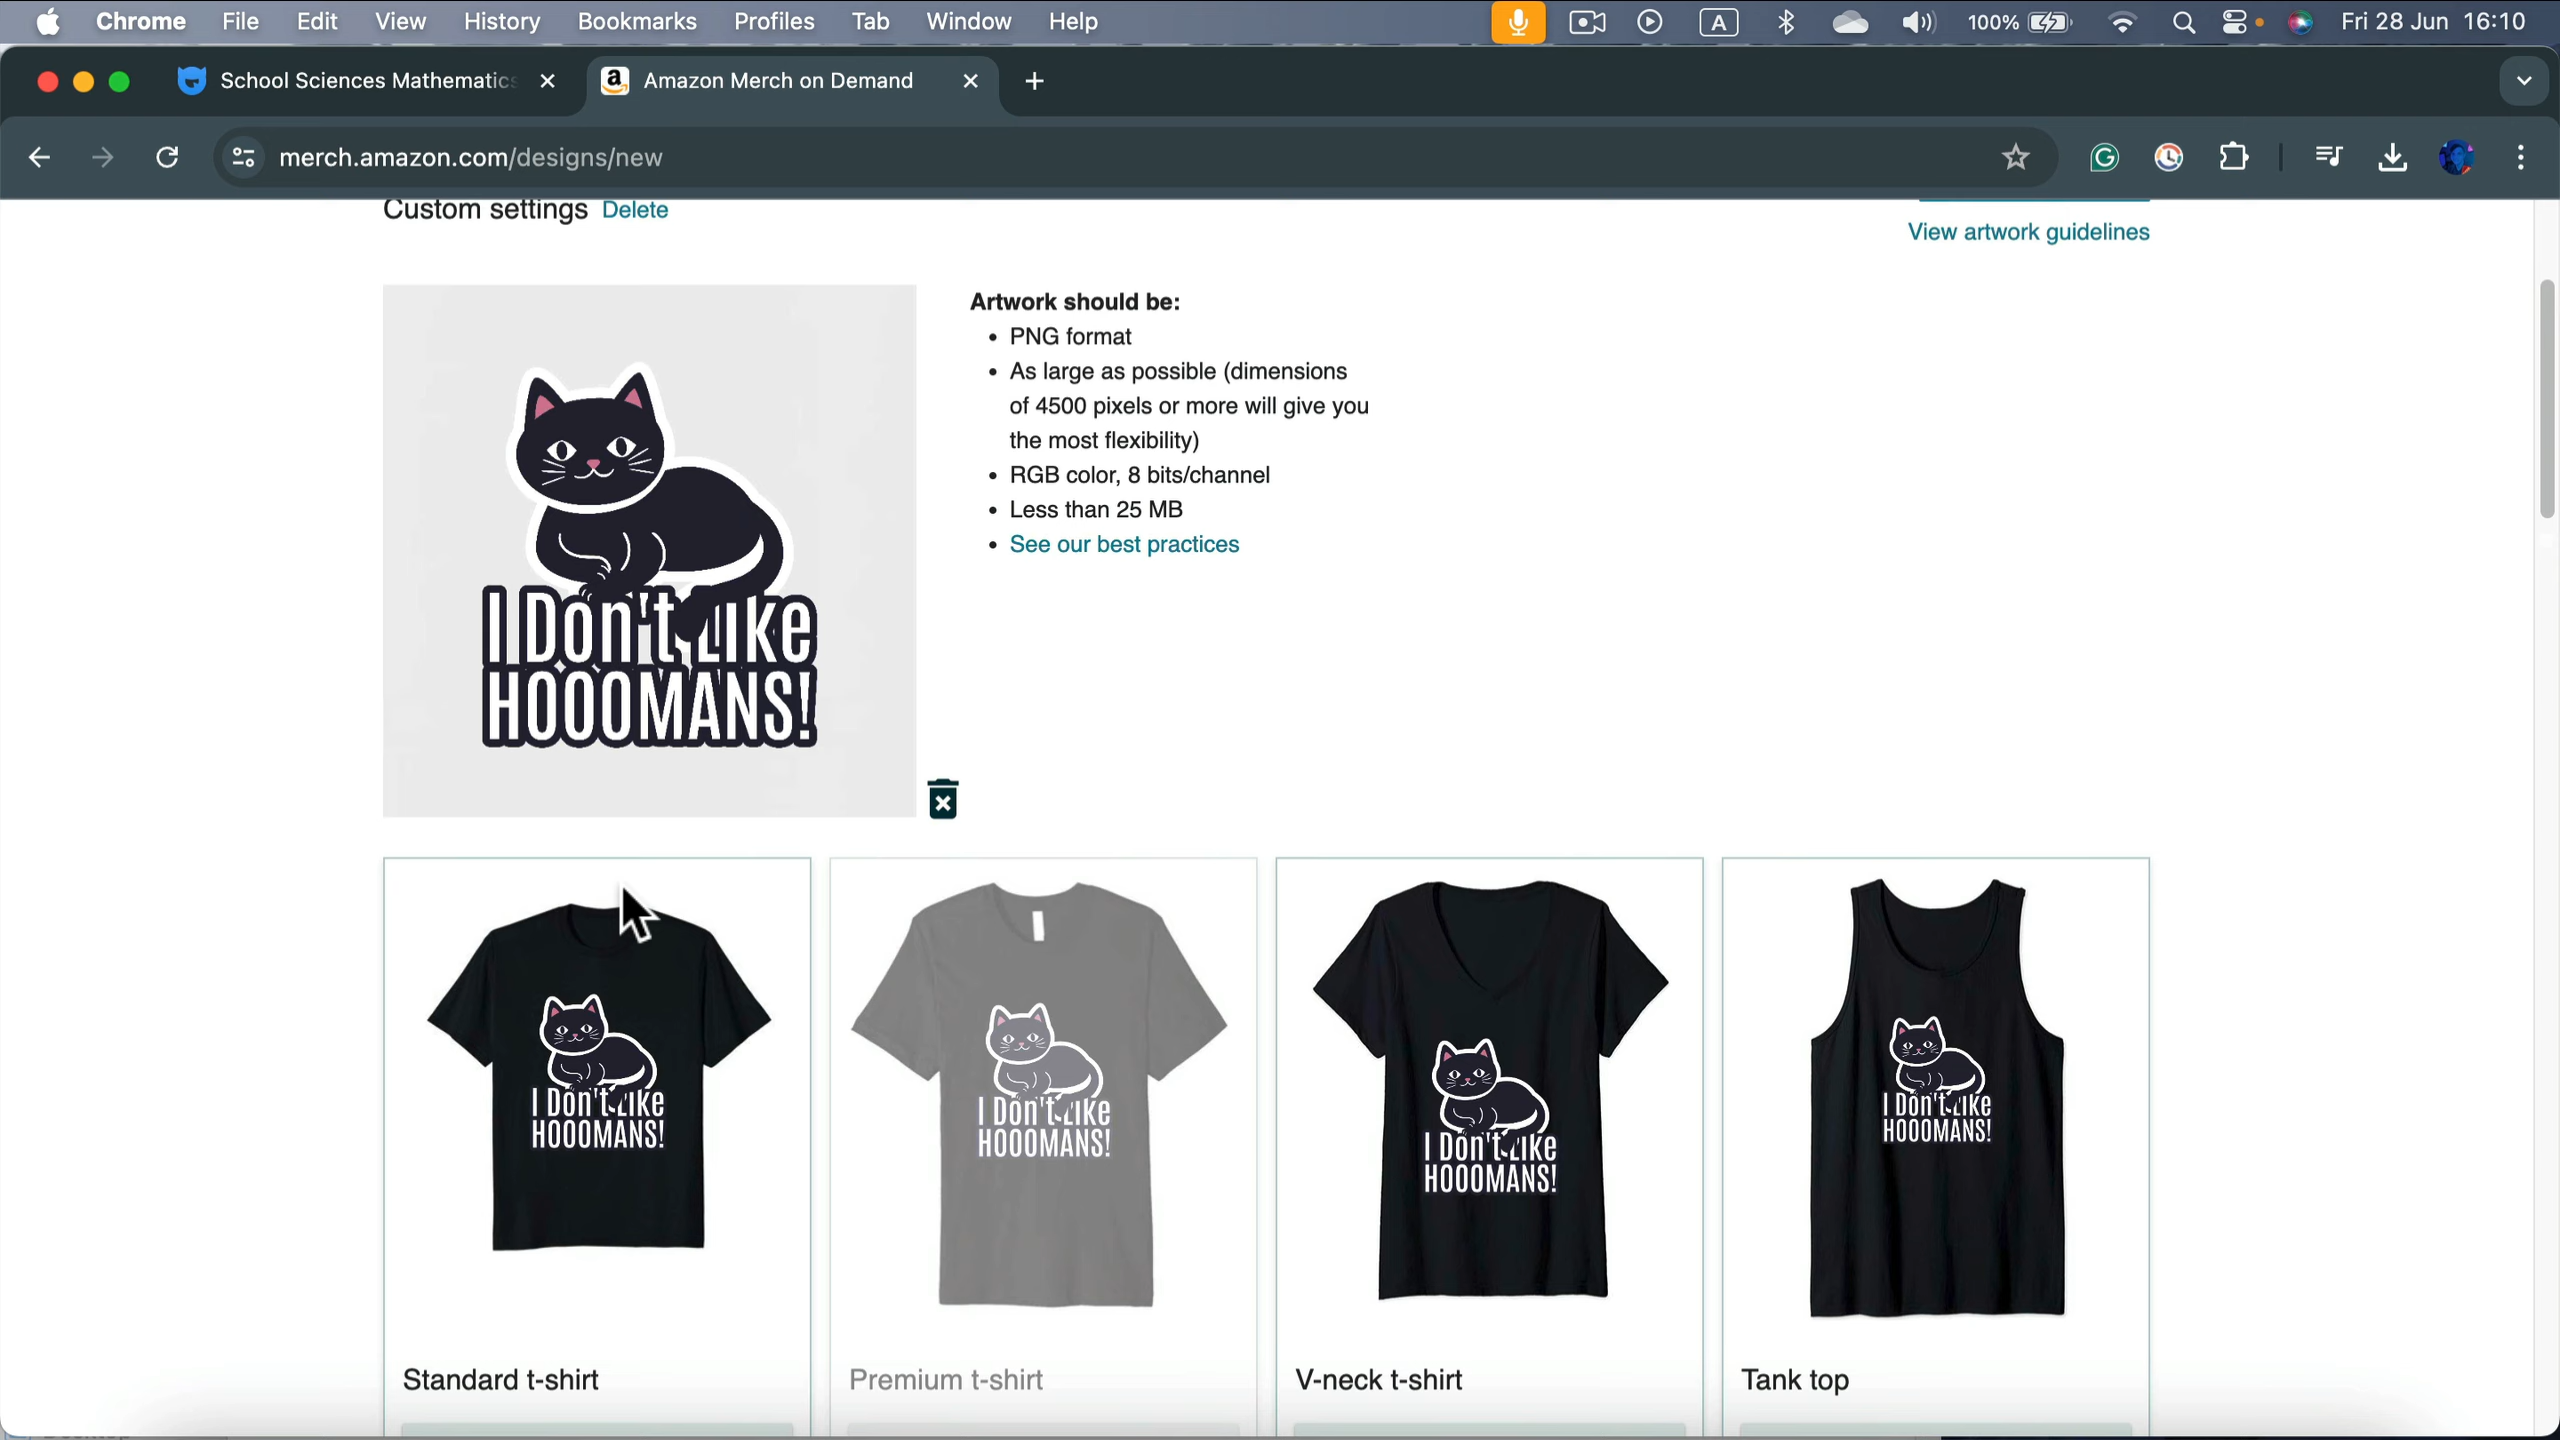 Chrome File Edit View History Bookmarks Profiles Tab Window Help A 100% Fri 28 Jun 16:10
School Sciences Mathematics Amazon Merch on Demand
merch.amazon.com/designs/new
Custom settings Delete
View artwork guidelines
Artwork should be:
• PNG format
• As large as possible (dimensions
of 4500 pixels or more will give you
the most flexibility)
• RGB color, 8 bits/channel
• Less than 25 MB
• See our best practices
I Don't Like
HOOOMANS!
I Don't Like
HOOOMANS!
I Don't Like
HOOOMANS!
I Don't Like
HOOOMANS!
I Don't Like
HOOOMANS!
Standard t-shirt
Premium t-shirt
V-neck t-shirt
Tank top